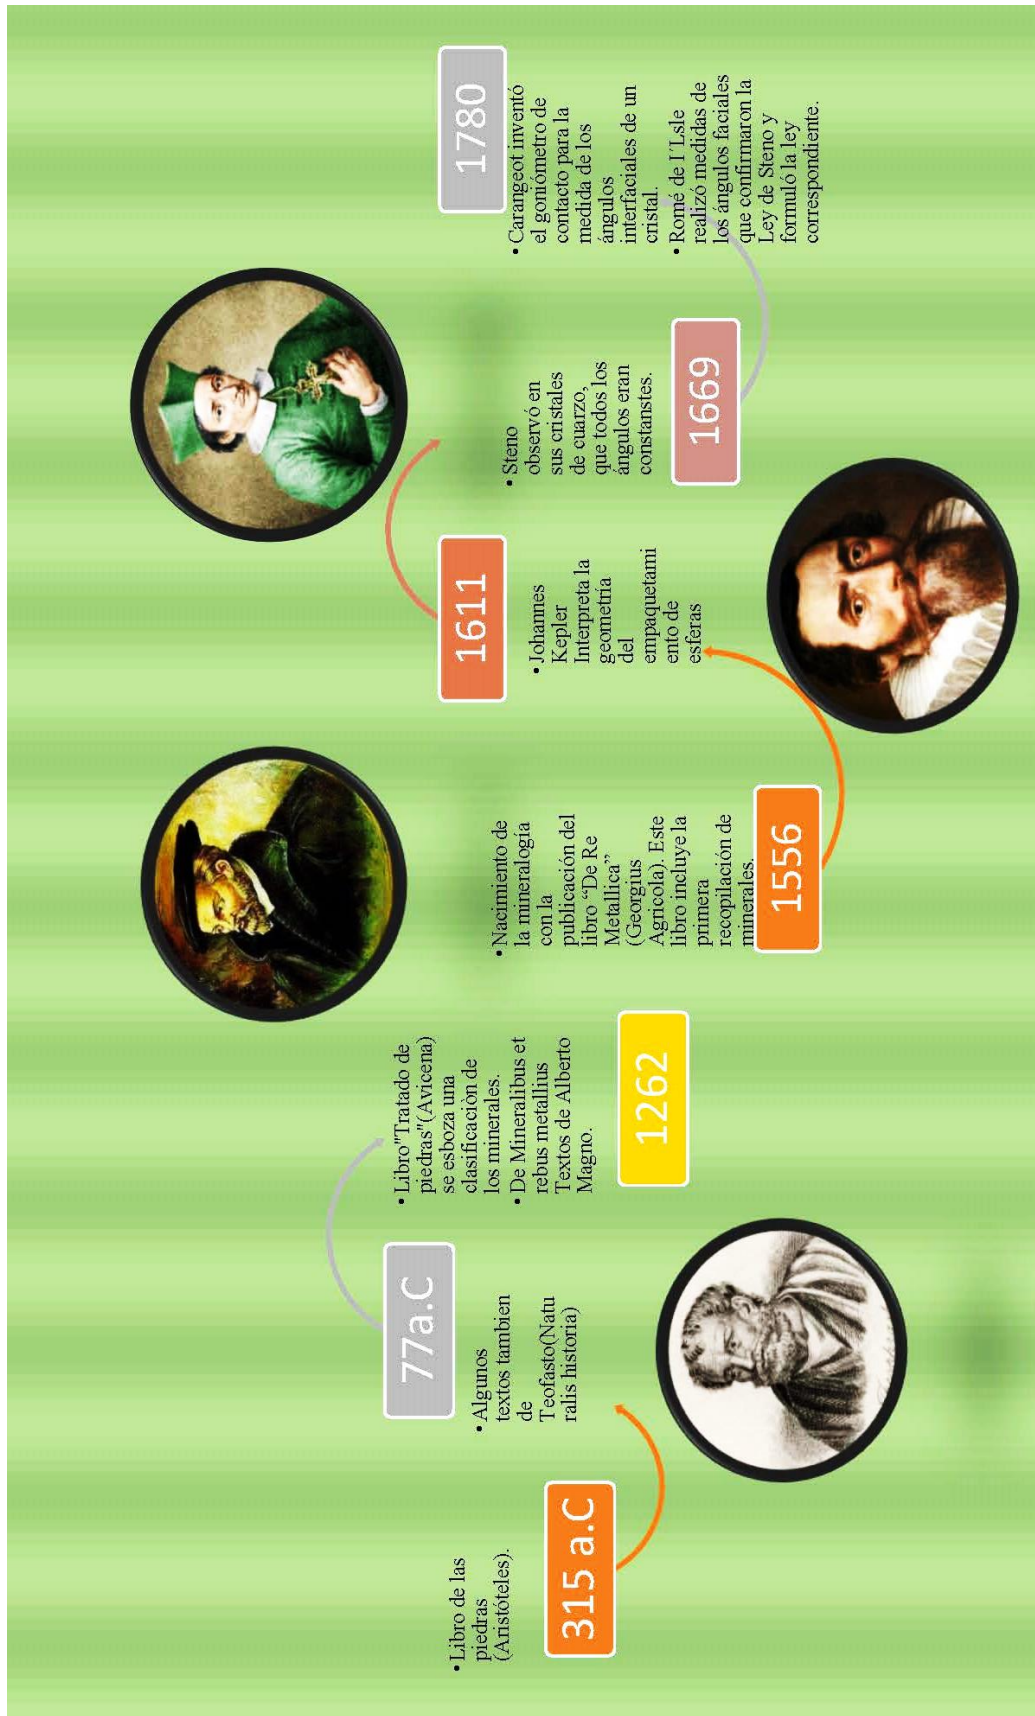 •Libro de las
piedras
(Aristóteles).
315 a.C
77a.C
•Algunos
textos tambien
de
Teofasto(Natu
ralis historia)
•Libro"Tratado de
piedras"(Avicena)
se esboza una
clasificaciòn de
los minerales.
•De Mineralibus et
rebus metallius
Textos de Alberto
Magno.
1262
•Nacimiento de
la mineralogía
con la
publicación del
libro “De Re
Metallica”
(Georgius
Agricola). Este
libro incluye la
primera
recopilación de
minerales.
1556
1611
•Johannes
Kepler
Interpreta la
geometría
del
empaquetami
ento de
esferas
•Steno
observó en
sus cristales
de cuarzo,
que todos los
ángulos eran
constanstes.
1669
1780
•Carangeot inventó
el goniómetro de
contacto para la
medida de los
ángulos
interfaciales de un
cristal.
•Romé de I´Lsle
realizó medidas de
los ángulos faciales
que confirmaron la
Ley de Steno y
formuló la ley
correspondiente.